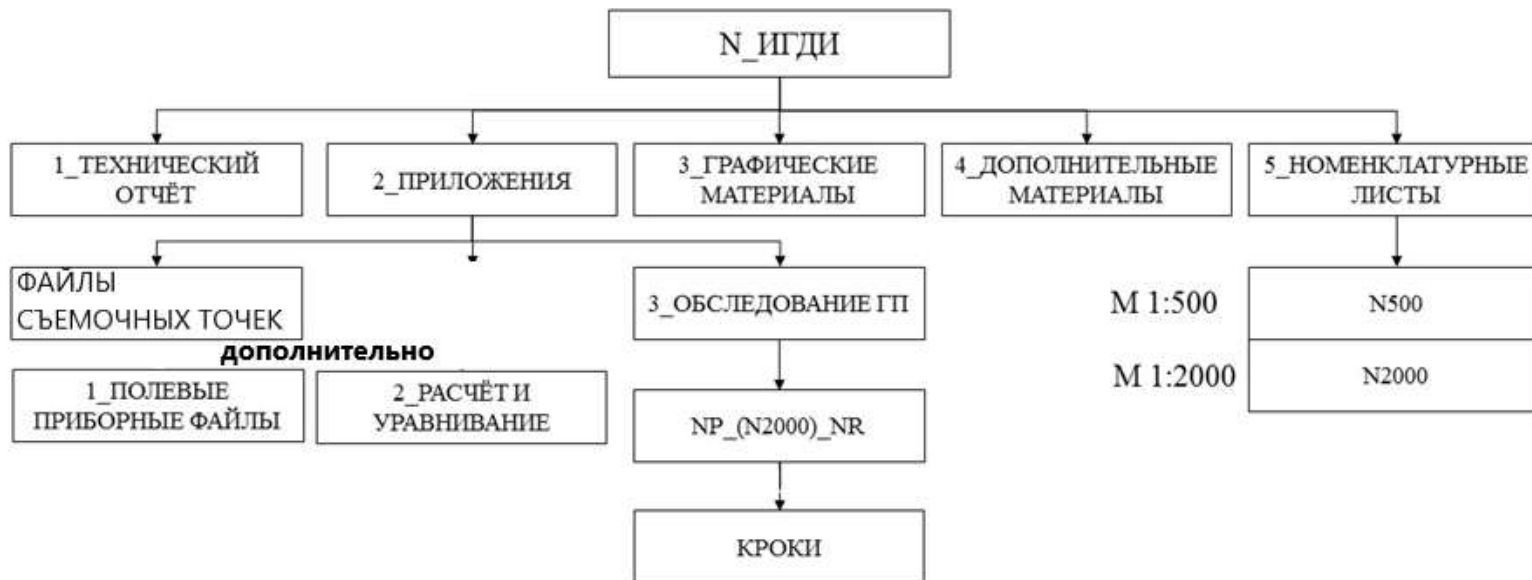 N_ИГДИ
1_ТЕХНИЧЕСКИЙ
ОТЧЁТ
2_ПРИЛОЖЕНИЯ
3_ГРАФИЧЕСКИЕ
МАТЕРИАЛЫ
4_ДОПОЛНИТЕЛЬНЫЕ
МАТЕРИАЛЫ
5_НОМЕНКЛАТУРНЫЕ
ЛИСТЫ
ФАЙЛЫ
СЪЕМОЧНЫХ ТОЧЕК
3_ОБСЛЕДОВАНИЕ ГП
М 1:500
N500
дополнительно
1_ПОЛЕВЫЕ
ПРИБОРНЫЕ ФАЙЛЫ
2_РАСЧЁТ И
УРАВНИВАНИЕ
М 1:2000
N2000
NP_(N2000)_NR
КРОКИ